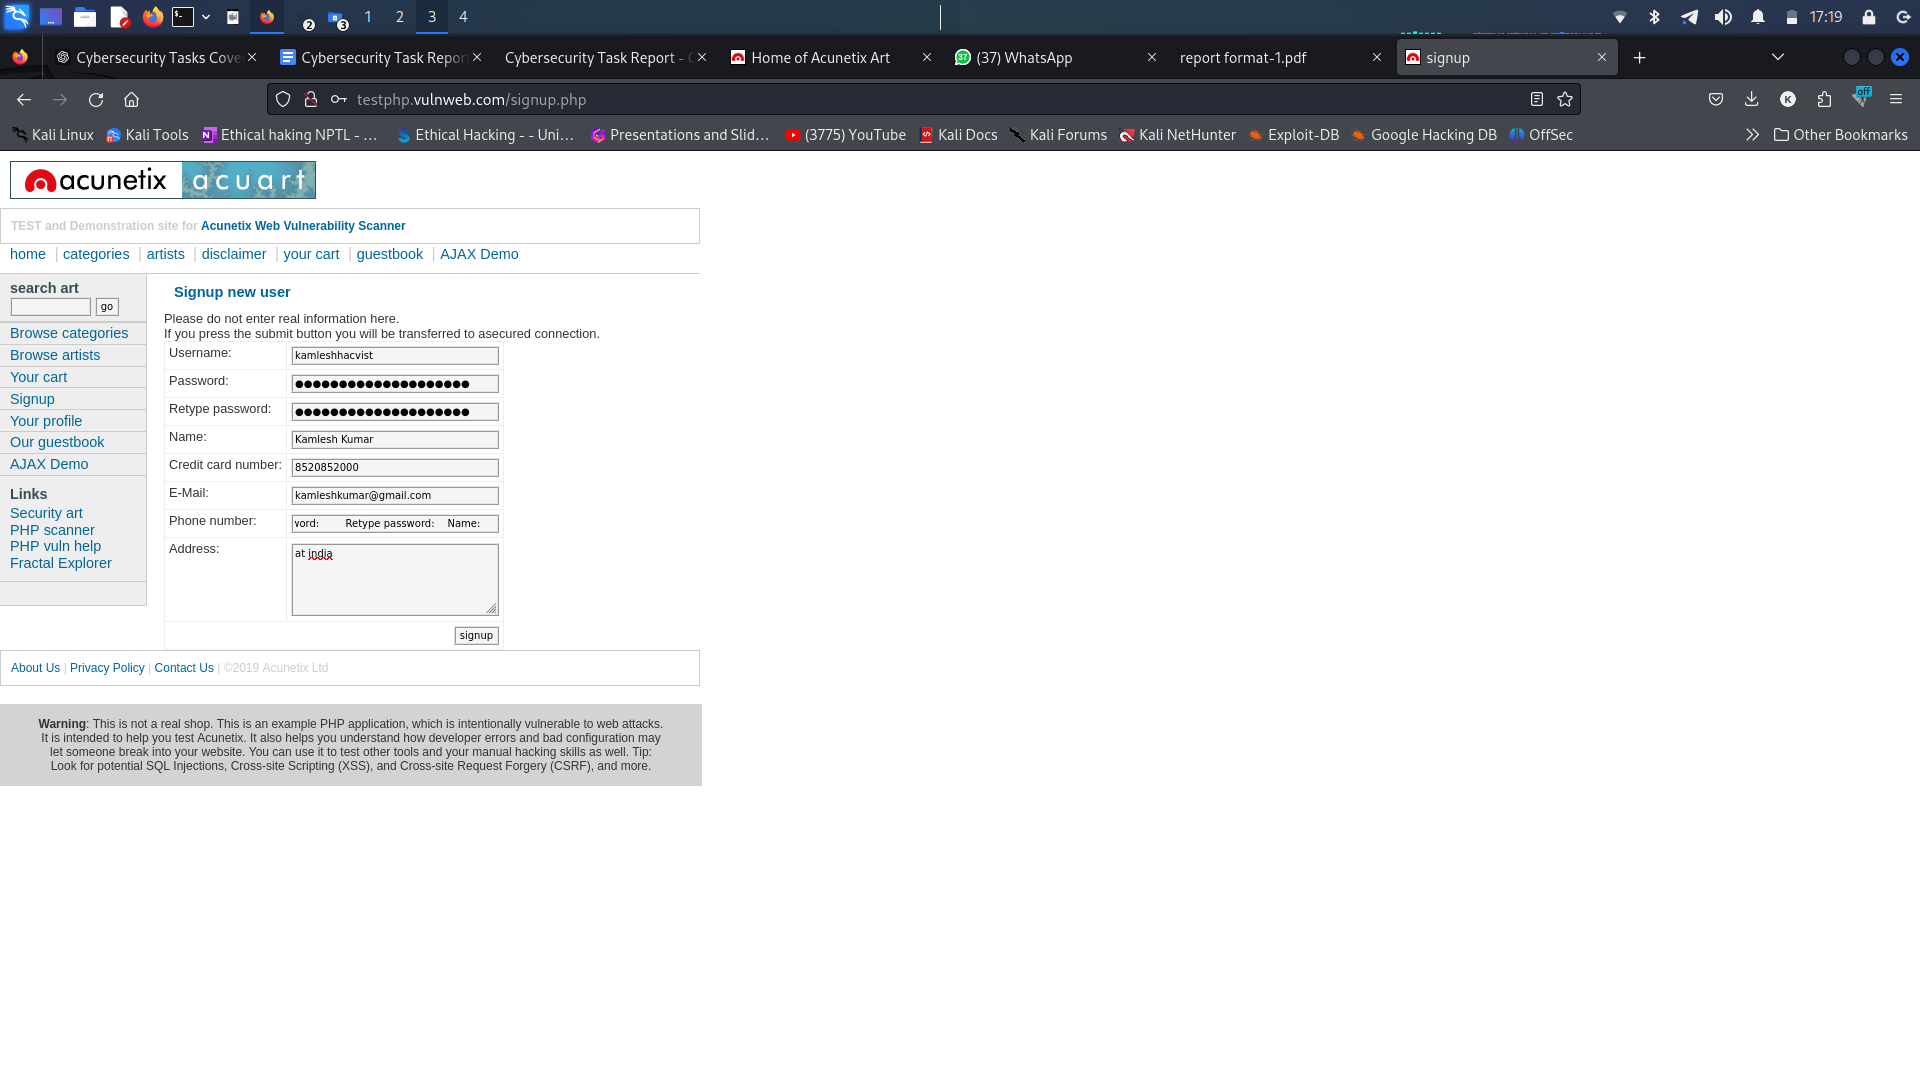 1 2 3 4 17:19
2 3
Cybersecurity Tasks Cove Cybersecurity Task Report Cybersecurity Task Report - Home of Acunetix Art (37) WhatsApp report format-1.pdf signup
testphp.vulnweb.com/signup.php K off
Kali Linux Kali Tools Ethical haking NPTL - ... Ethical Hacking - - Uni... Presentations and Slid... (3775) YouTube Kali Docs Kali Forums Kali NetHunter Exploit-DB Google Hacking DB OffSec Other Bookmarks
acunetix acuart
TEST and Demonstration site for Acunetix Web Vulnerability Scanner
home | categories | artists | disclaimer | your cart | guestbook | AJAX Demo
search art
go
Browse categories
Browse artists
Your cart
Signup
Your profile
Our guestbook
AJAX Demo
Links
Security art
PHP scanner
PHP vuln help
Fractal Explorer
Signup new user
Please do not enter real information here.
If you press the submit button you will be transferred to asecured connection.
Username: kamleshhacvist
Password: ●●●●●●●●●●●●●●●●●●●●
Retype password: ●●●●●●●●●●●●●●●●●●●●
Name: Kamlesh Kumar
Credit card number: 8520852000
E-Mail: kamleshkumar@gmail.com
Phone number: word: Retype password: Name:
Address: at india
signup
About Us | Privacy Policy | Contact Us | ©2019 Acunetix Ltd
Warning: This is not a real shop. This is an example PHP application, which is intentionally vulnerable to web attacks.
It is intended to help you test Acunetix. It also helps you understand how developer errors and bad configuration may
let someone break into your website. You can use it to test other tools and your manual hacking skills as well. Tip:
Look for potential SQL Injections, Cross-site Scripting (XSS), and Cross-site Request Forgery (CSRF), and more.